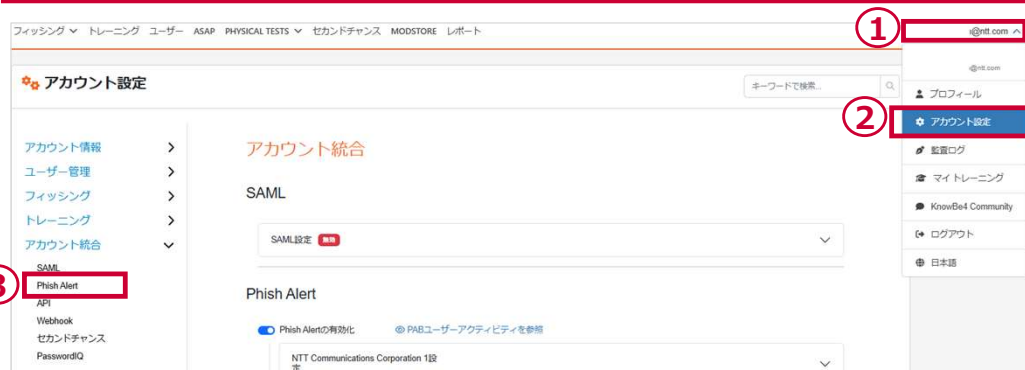 フィッシング トレーニング ユーザー ASAP PHYSICAL TESTS セカンドチャンス MODSTORE レポート
①
i@ntt.com
i@ntt.com
アカウント設定
キーワードで検索...
プロフィール
②
アカウント設定
監査ログ
マイ トレーニング
KnowBe4 Community
ログアウト
日本語
アカウント情報
ユーザー管理
フィッシング
トレーニング
アカウント統合
SAML
3
Phish Alert
API
Webhook
セカンドチャンス
PasswordIQ
アカウント統合
SAML
SAML設定 無効
Phish Alert
Phish Alertの有効化 PABユーザーアクティビティを参照
NTT Communications Corporation 1設
定